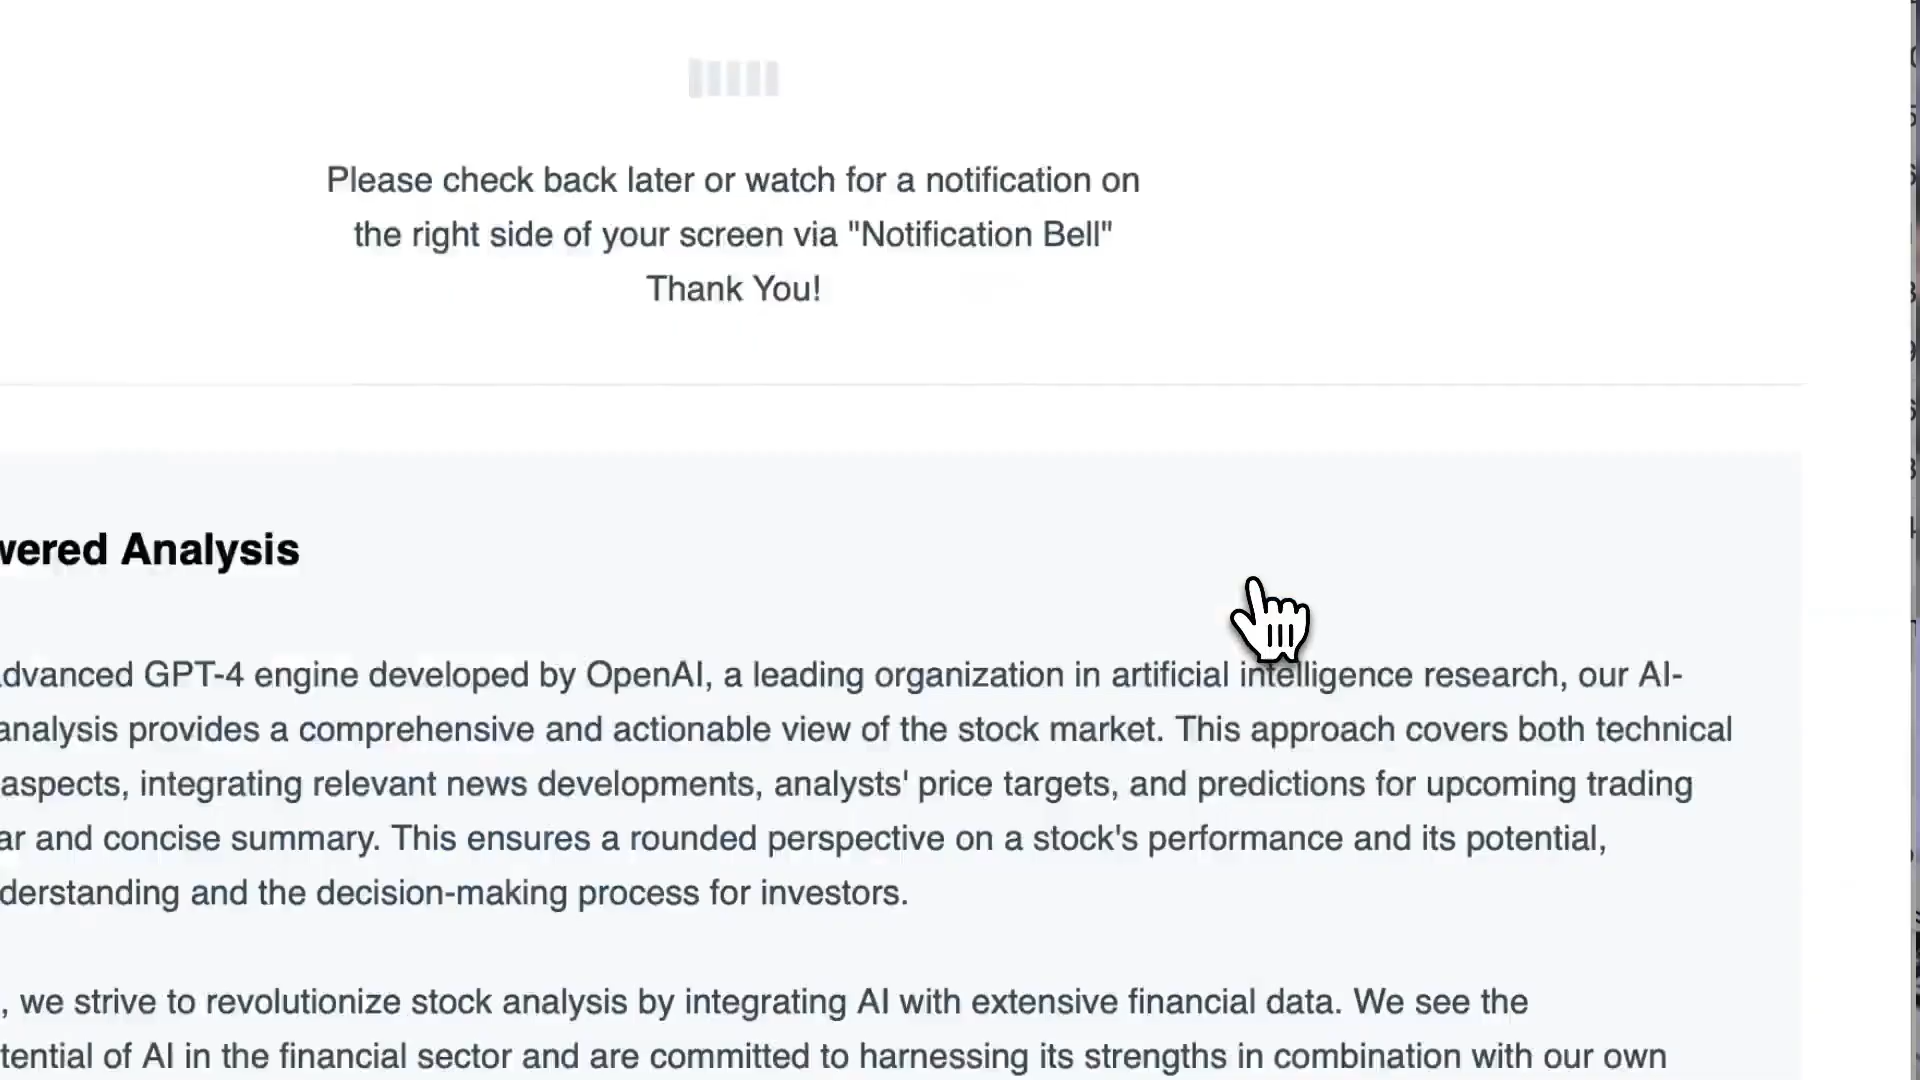 Please check back later or watch for a notification on
the right side of your screen via "Notification Bell"
Thank You!
Analysis
GPT-4 engine developed by OpenAI, a leading organization in artificial intelligence research, our AI-
analysis provides a comprehensive and actionable view of the stock market. This approach covers both technical
aspects, integrating relevant news developments, analysts' price targets, and predictions for upcoming trading
and concise summary. This ensures a rounded perspective on a stock's performance and its potential,
and the decision-making process for investors.
, we strive to revolutionize stock analysis by integrating AI with extensive financial data. We see the
of AI in the financial sector and are committed to harnessing its strengths in combination with our own